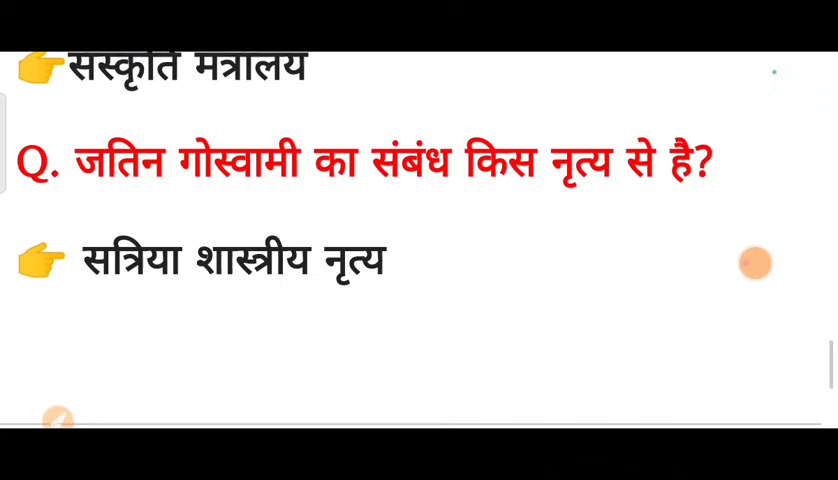 👉संस्कृति मंत्रालय
Q. जतिन गोस्वामी का संबंध किस नृत्य से है?
👉 सत्रिया शास्त्रीय नृत्य